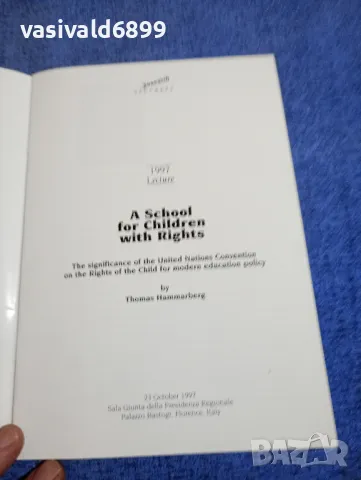 vasivald6899
1997
Lecture
A School
for Children
with Rights
The significance of the United Nations Convention
on the Rights of the Child for modern education policy
by
Thomas Hammarberg
23 October 1997
Sala Giunta della Presidenza Regionale
Palazzo Bastogi, Florence, Italy
bazar
БГ